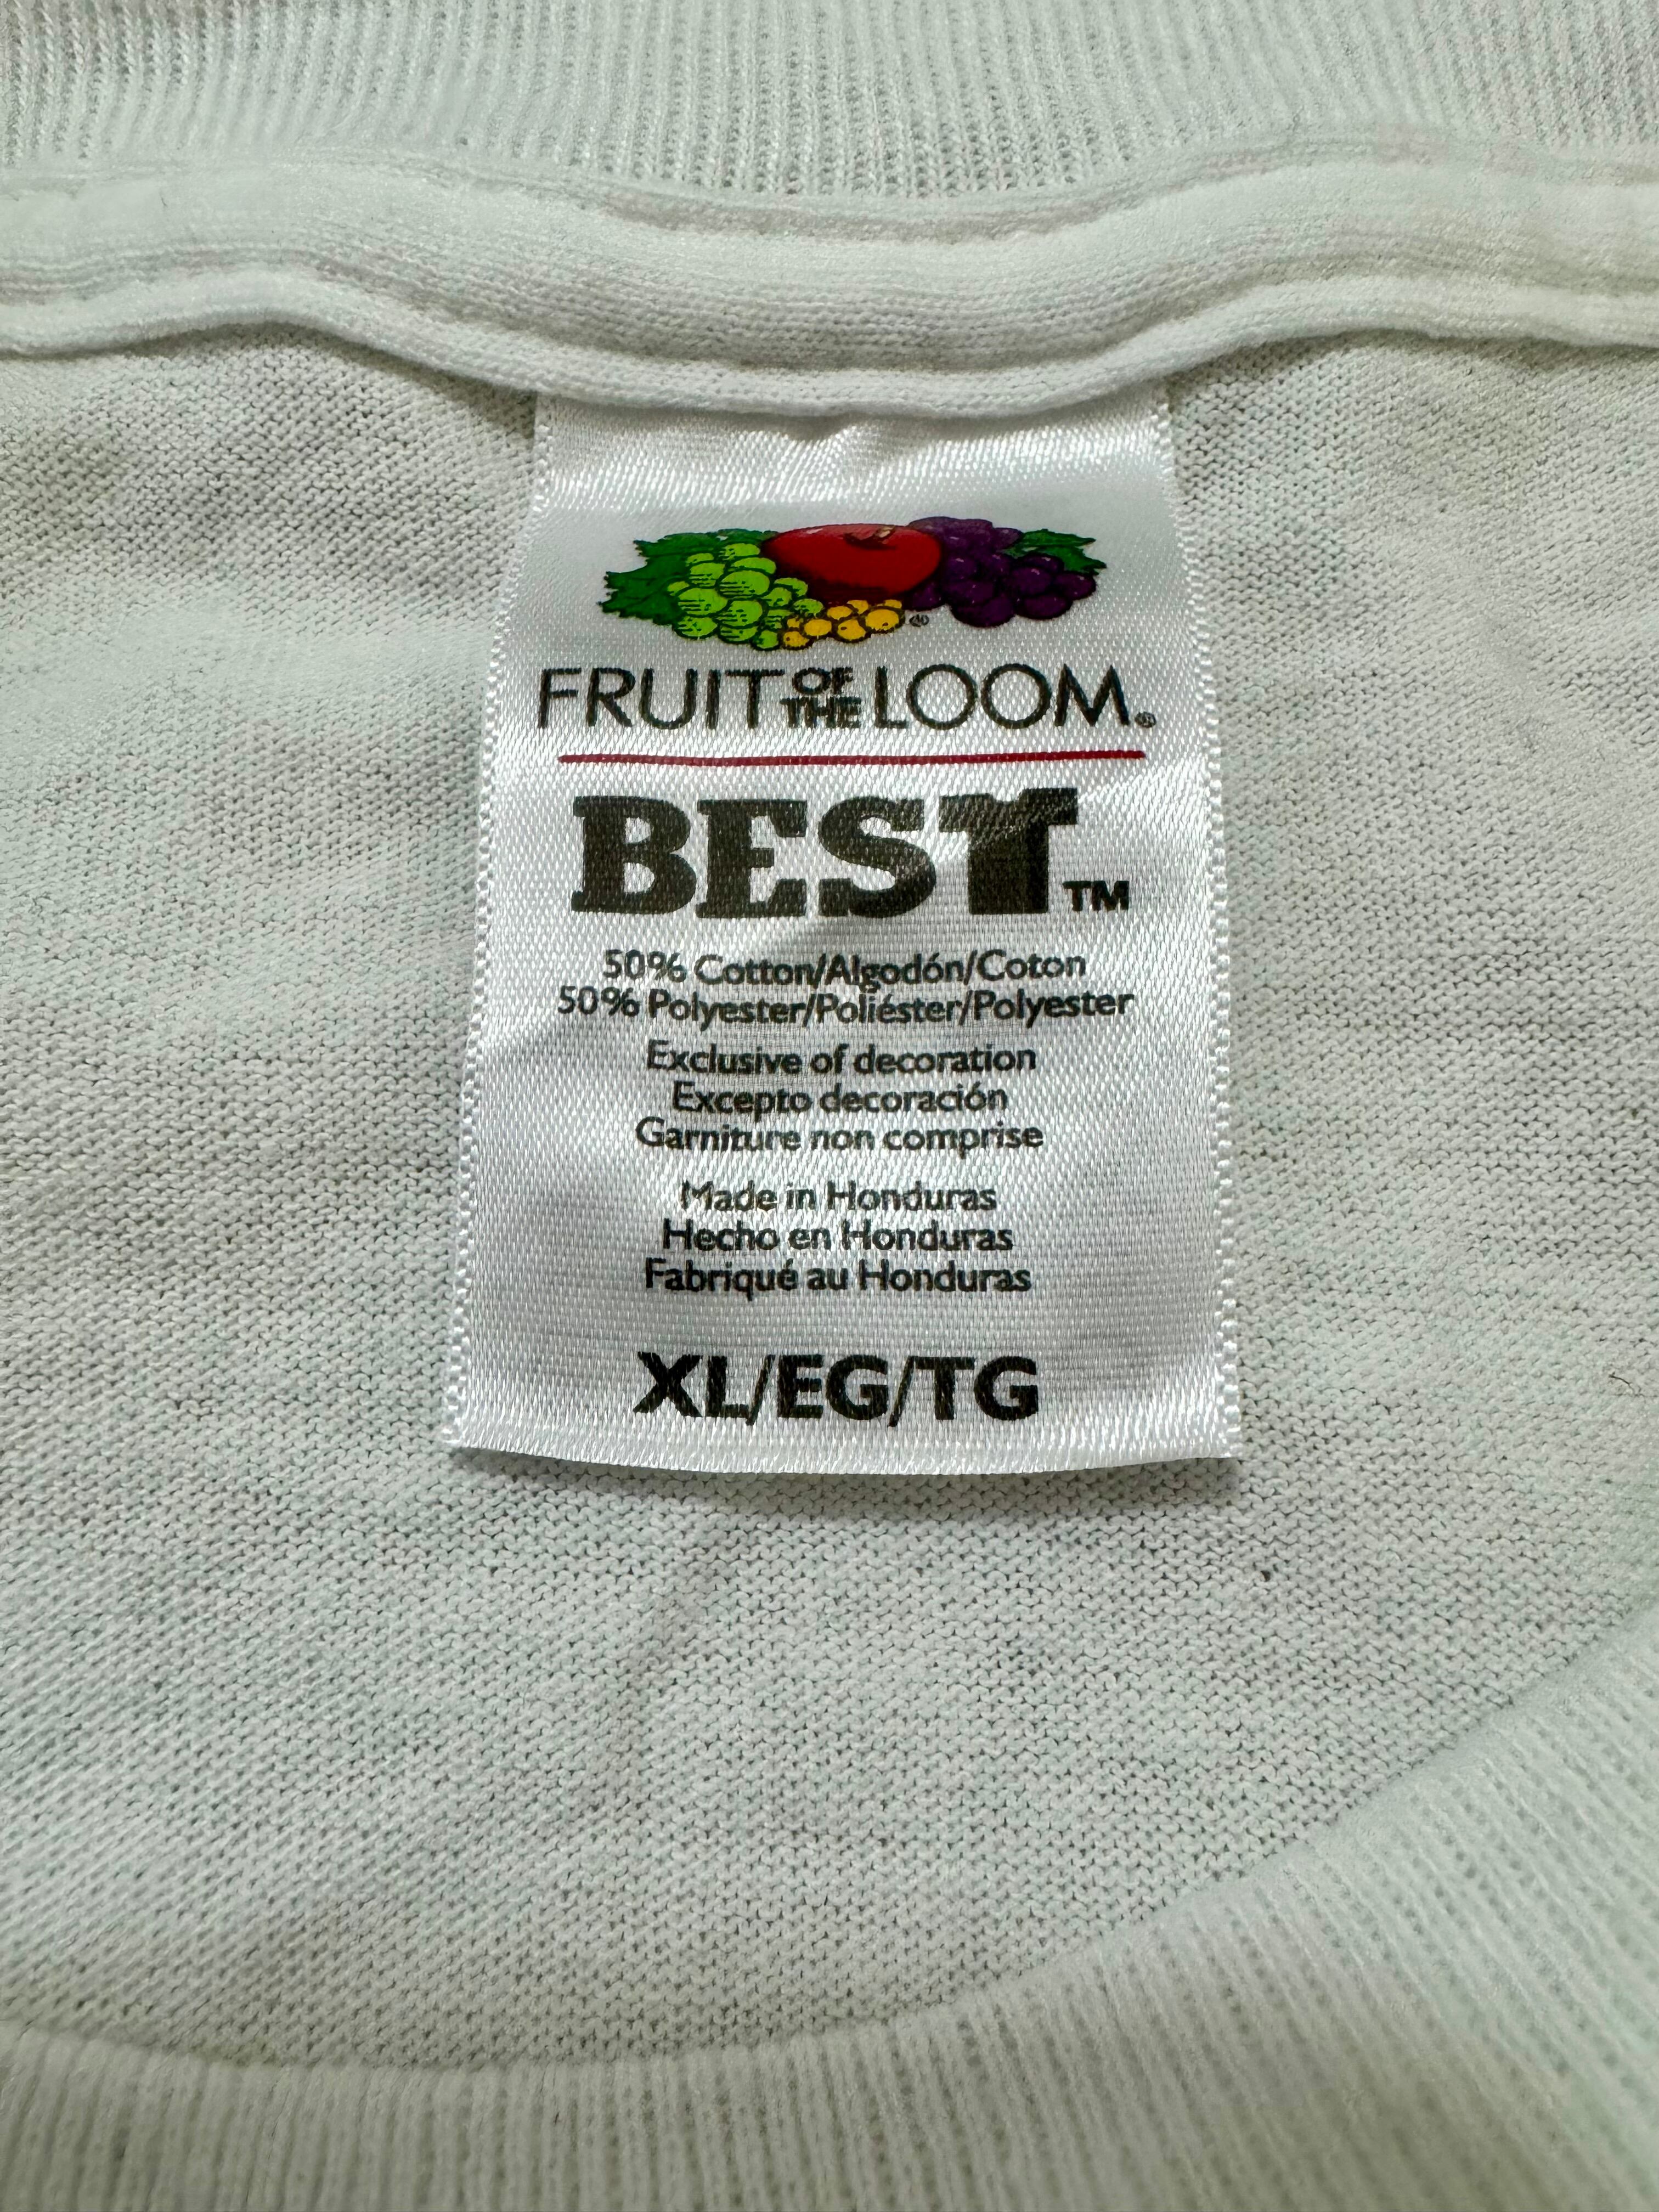 FRUIT OF THE LOOM®
BEST™
50% Cotton/Algodón/Coton
50% Polyester/Poliéster/Polyester
Exclusive of decoration
Excepto decoración
Garniture non comprise
Made in Honduras
Hecho en Honduras
Fabriqué au Honduras
XL/EG/TG